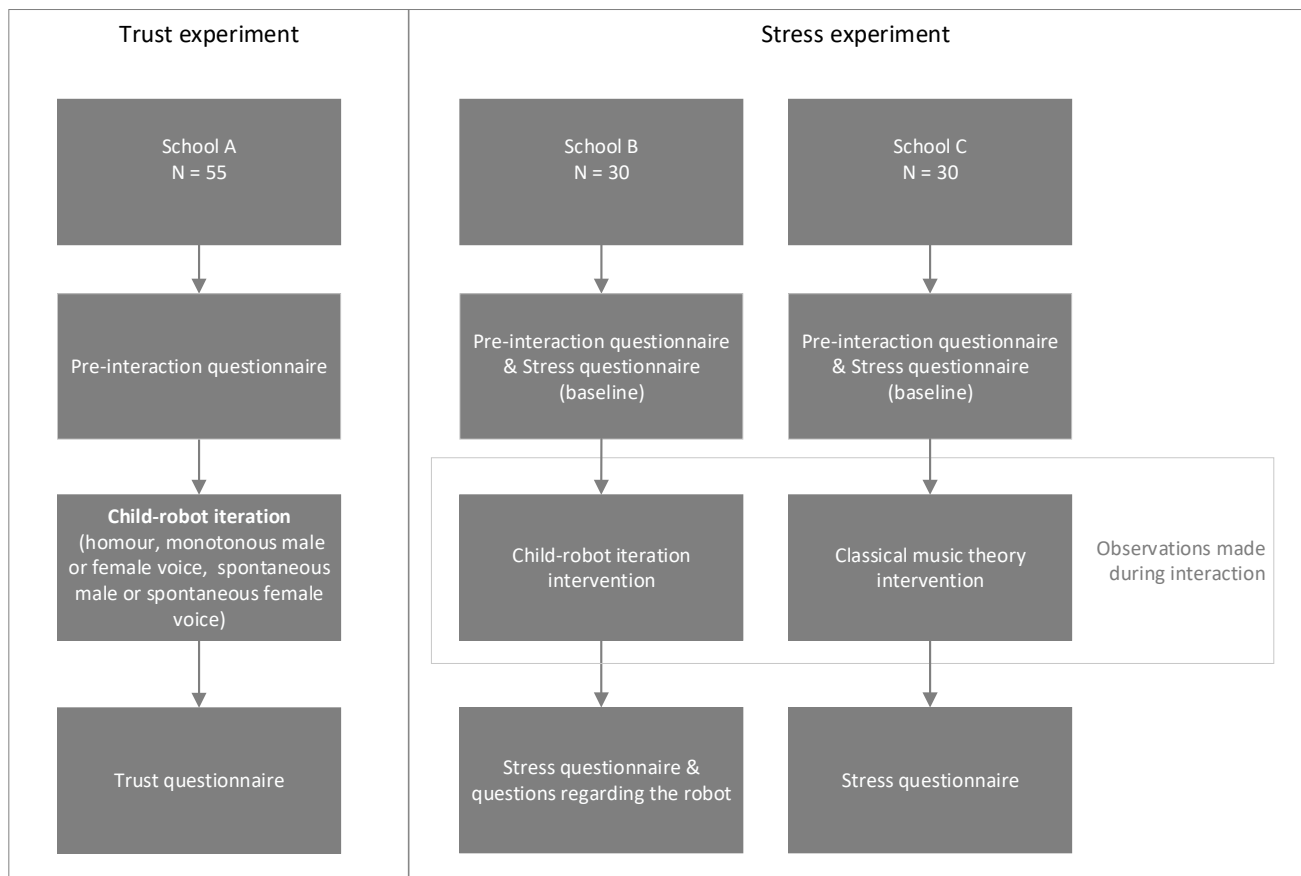 Trust experiment
Stress experiment
School A
N = 55
School B
N = 30
School C
N = 30
Pre-interaction questionnaire
Pre-interaction questionnaire
& Stress questionnaire
(baseline)
Pre-interaction questionnaire
& Stress questionnaire
(baseline)
Child-robot iteration
(homour, monotonous male
or female voice,  spontaneous
male or spontaneous female
voice)
Child-robot iteration
intervention
Classical music theory
intervention
Observations made
during interaction
Trust questionnaire
Stress questionnaire &
questions regarding the robot
Stress questionnaire